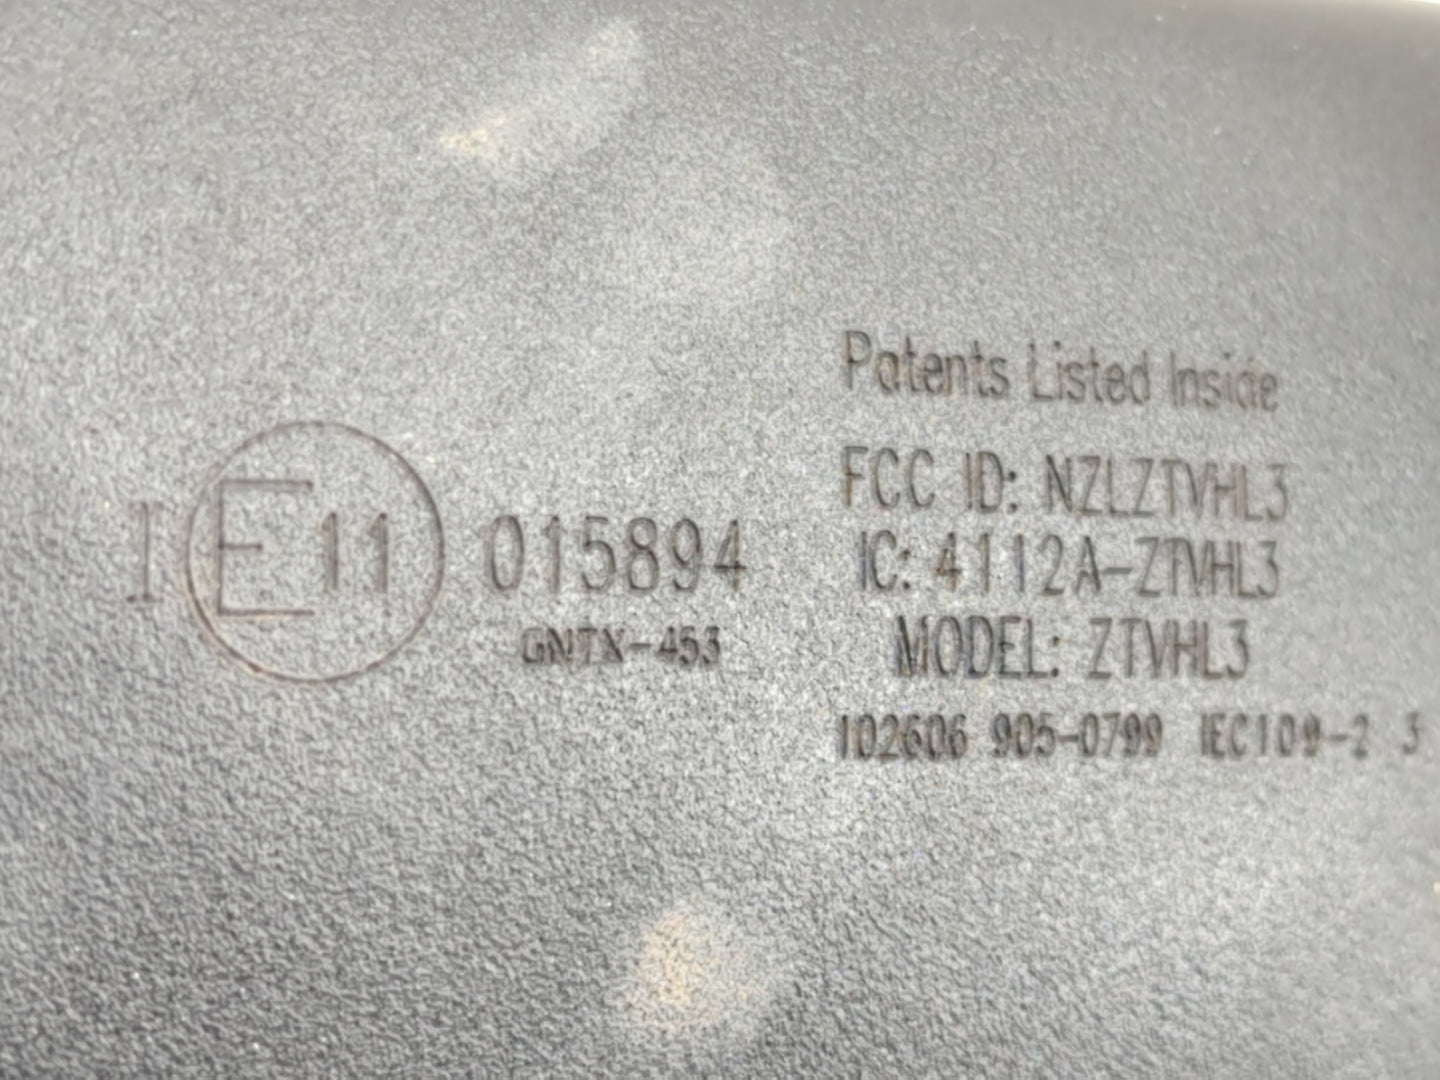 I E 11 015894
GNTX-453
Patents Listed Inside
FCC ID: NZLZTVHL3
IC: 4112A-ZTVHL3
MODEL: ZTVHL3
102606 905-0799 IEC109-2 3